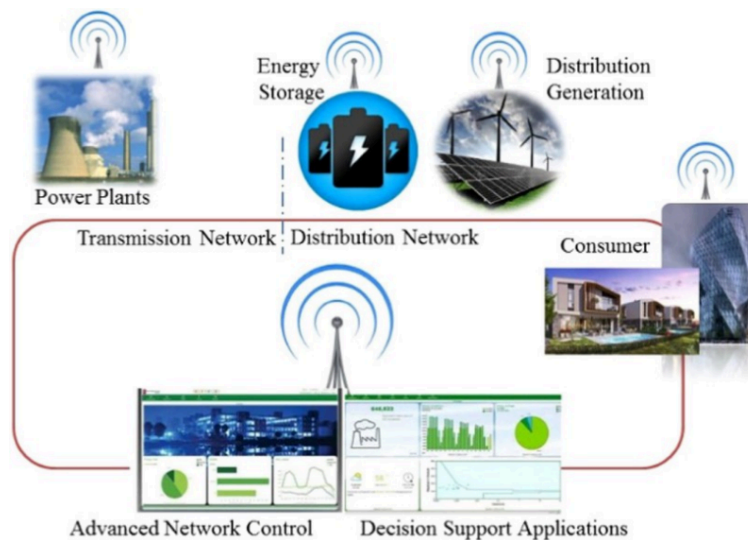 Energy
Storage
Distribution
Generation
Power Plants
Transmission Network
Distribution Network
Consumer
Advanced Network Control
Decision Support Applications